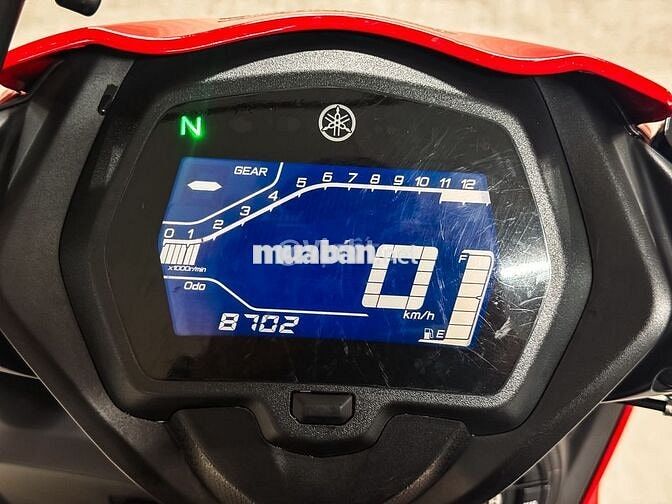 N
GEAR
0 1 2 3 4 5 6 7 8 9 10 11 12
x1000r/min
muaban.net
Odo
8702
0
km/h
F
E